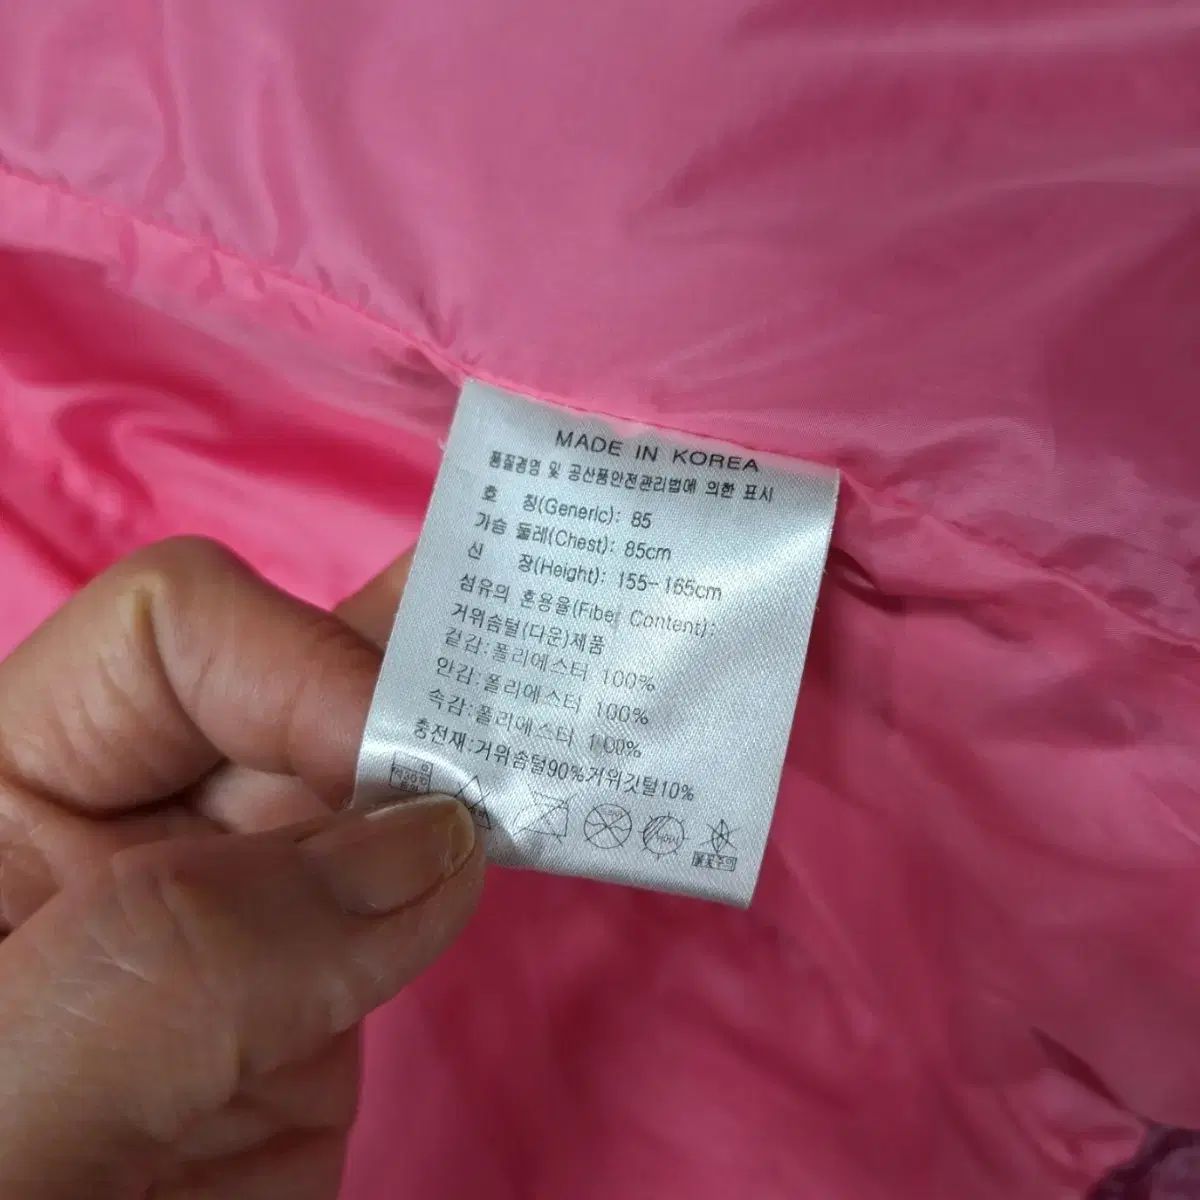 MADE IN KOREA
품질경영 및 공산품안전관리법에 의한 표시
호 칭(Generic): 85
가슴 둘레(Chest): 85cm
신 장(Height): 155-165cm
섬유의 혼용율(Fiber Content):
거위솜털(다운)제품
겉감:폴리에스터 100%
안감:폴리에스터 100%
속감:폴리에스터 100%
충전재:거위솜털90%거위깃털10%